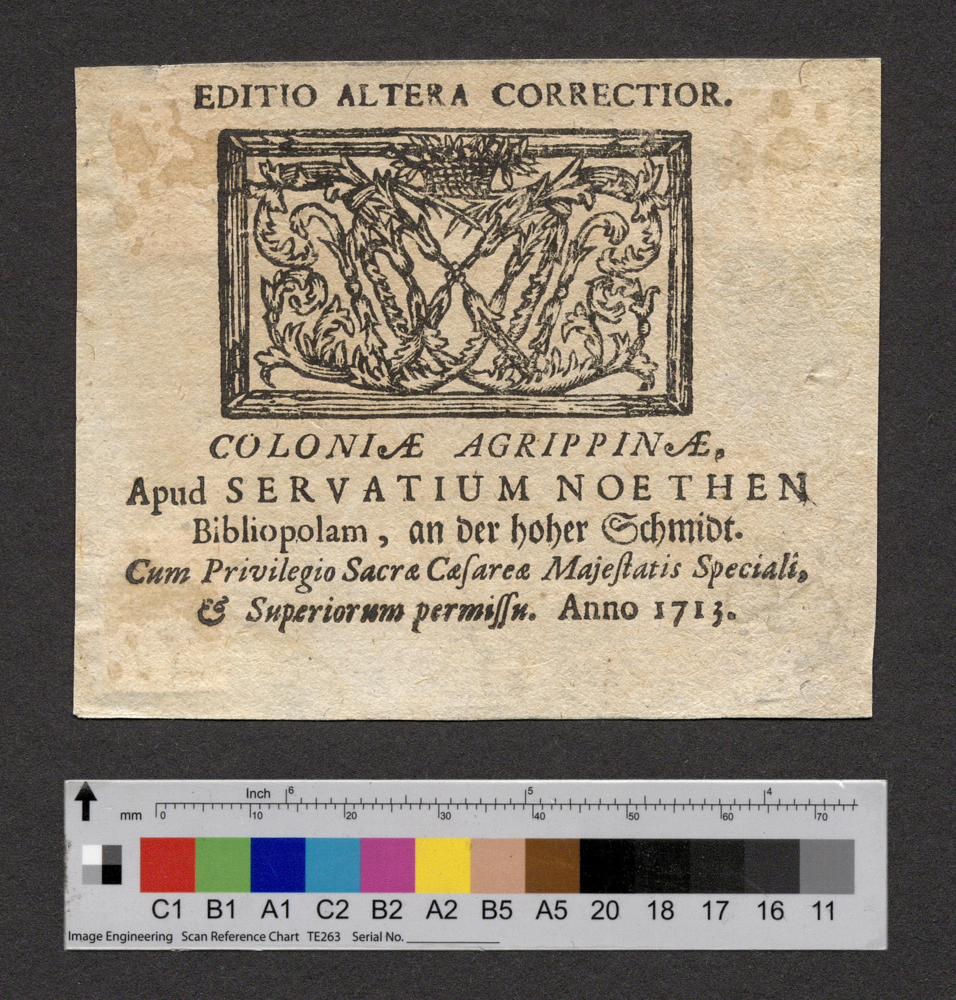 EDITIO ALTERA CORRECTIOR.
COLONIÆ AGRIPPINÆ,
Apud SERVATIUM NOETHEN
Bibliopolam, an der hoher Schmidt.
Cum Privilegio Sacræ Cæſareæ Majeſtatis Speciali,
& Superiorum permiſſu. Anno 1713.
Inch 6 5 4
mm 0 10 20 30 40 50 60 70
C1 B1 A1 C2 B2 A2 B5 A5 20 18 17 16 11
Image Engineering Scan Reference Chart TE263 Serial No.